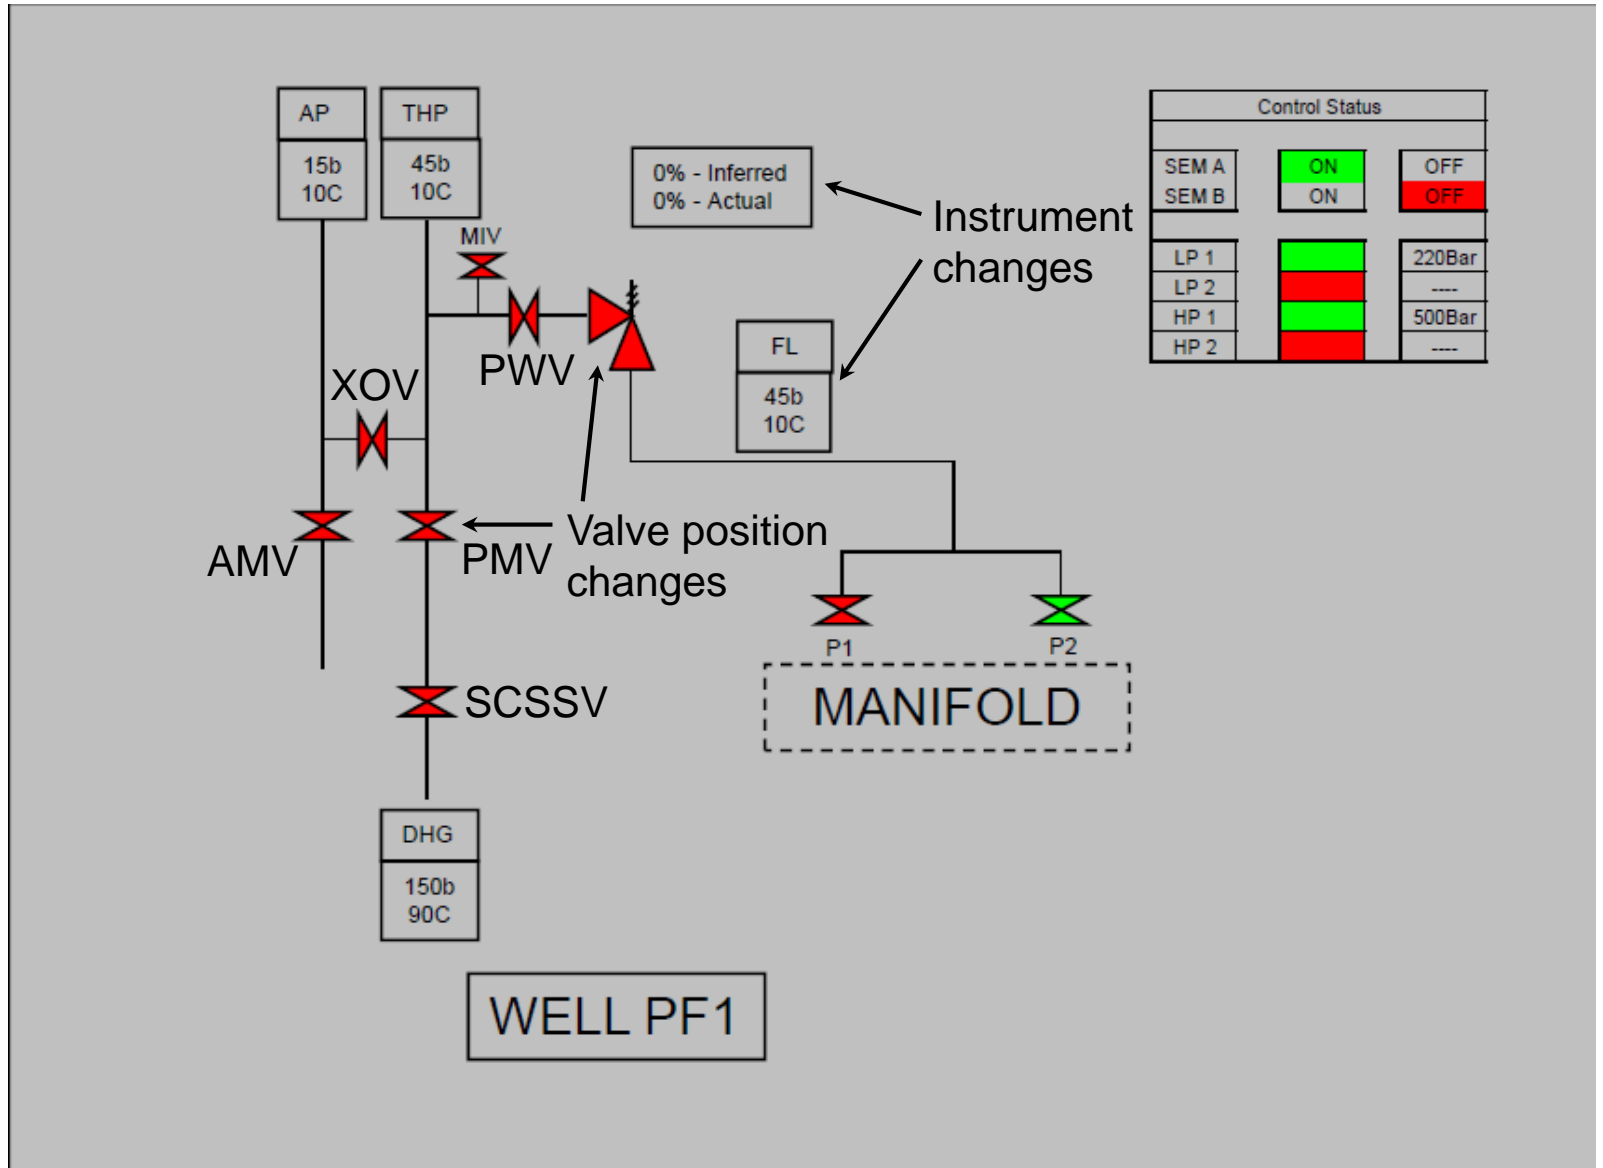 AP
15b
10C
THP
45b
10C
0% - Inferred
0% - Actual
Instrument
changes
MIV
PWV
XOV
FL
45b
10C
AMV
PMV
Valve position
changes
P1
P2
MANIFOLD
SCSSV
DHG
150b
90C
WELL PF1
Control Status
SEM A ON OFF
SEM B ON OFF
LP 1 220Bar
LP 2 ----
HP 1 500Bar
HP 2 ----